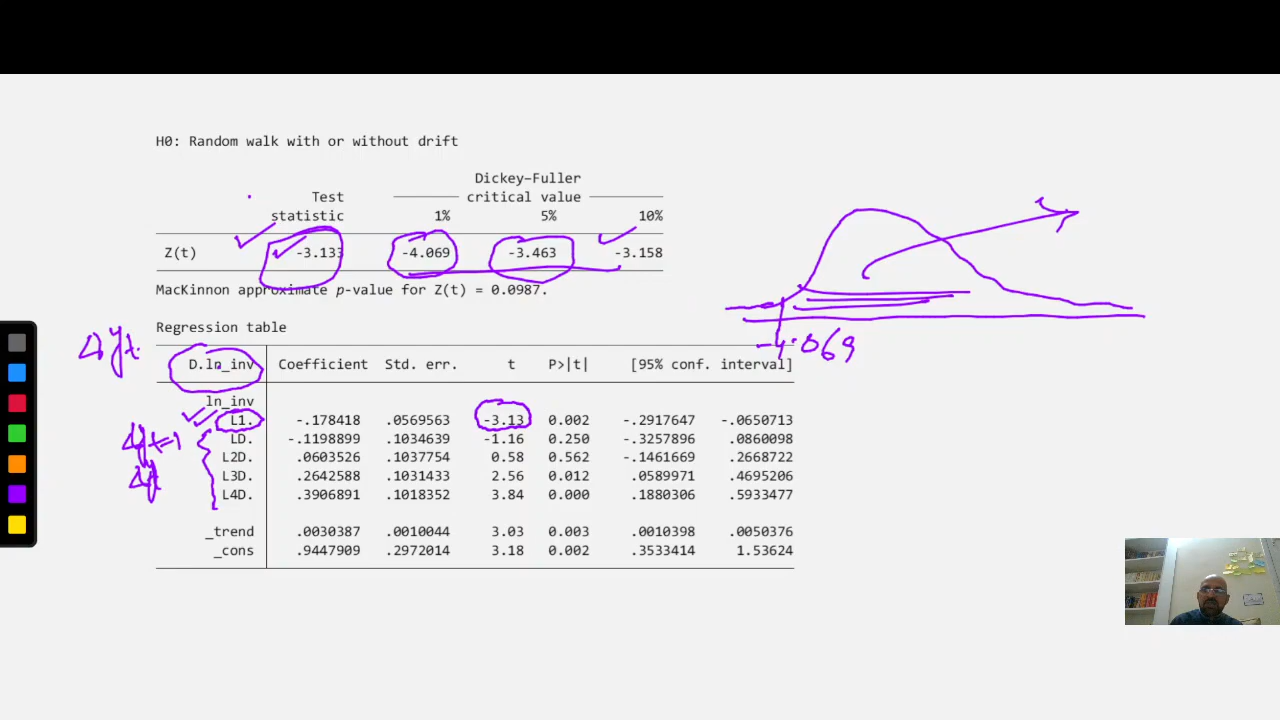 H0: Random walk with or without drift
Dickey–Fuller
Test critical value
statistic 1% 5% 10%
Z(t) -3.133 -4.069 -3.463 -3.158
MacKinnon approximate p-value for Z(t) = 0.0987.
-4.069
Regression table
Δyt
D.ln_inv Coefficient Std. err. t P>|t| [95% conf. interval]
ln_inv
L1. -.178418 .0569563 -3.13 0.002 -.2917647 -.0650713
LD. -.1198899 .1034639 -1.16 0.250 -.3257896 .0860098
L2D. .0603526 .1037754 0.58 0.562 -.1461669 .2668722
L3D. .2642588 .1031433 2.56 0.012 .0589971 .4695206
L4D. .3906891 .1018352 3.84 0.000 .1880306 .5933477
_trend .0030387 .0010044 3.03 0.003 .0010398 .0050376
_cons .9447909 .2972014 3.18 0.002 .3533414 1.53624